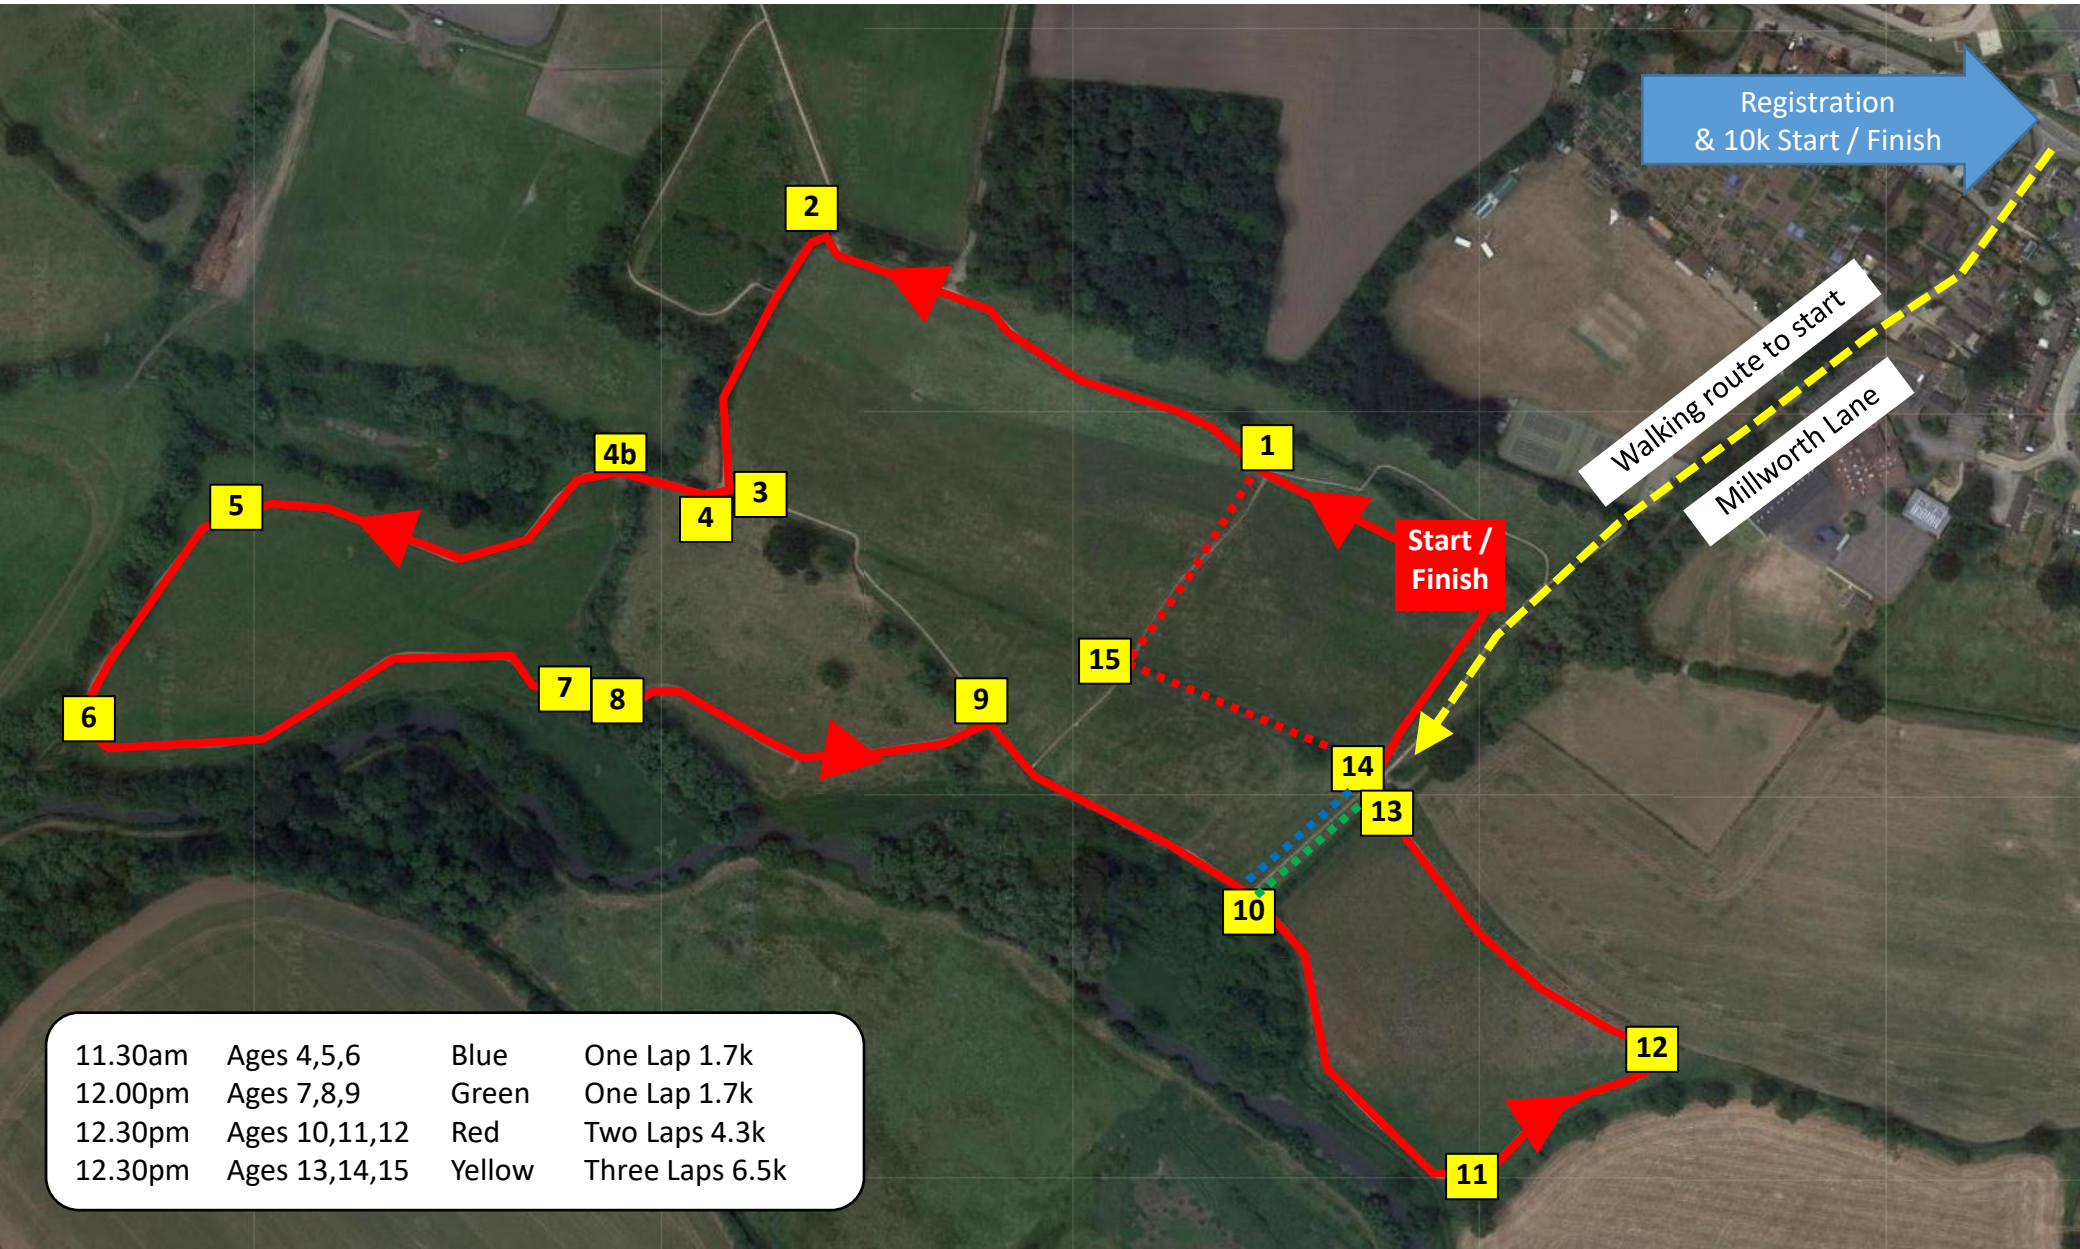 Registration
& 10k Start / Finish
2
Walking route to start
Millworth Lane
1
4b
3
5
4
Start /
Finish
15
9
7
8
6
14
13
10
12
11
11.30am Ages 4,5,6 Blue One Lap 1.7k
12.00pm Ages 7,8,9 Green One Lap 1.7k
12.30pm Ages 10,11,12 Red Two Laps 4.3k
12.30pm Ages 13,14,15 Yellow Three Laps 6.5k